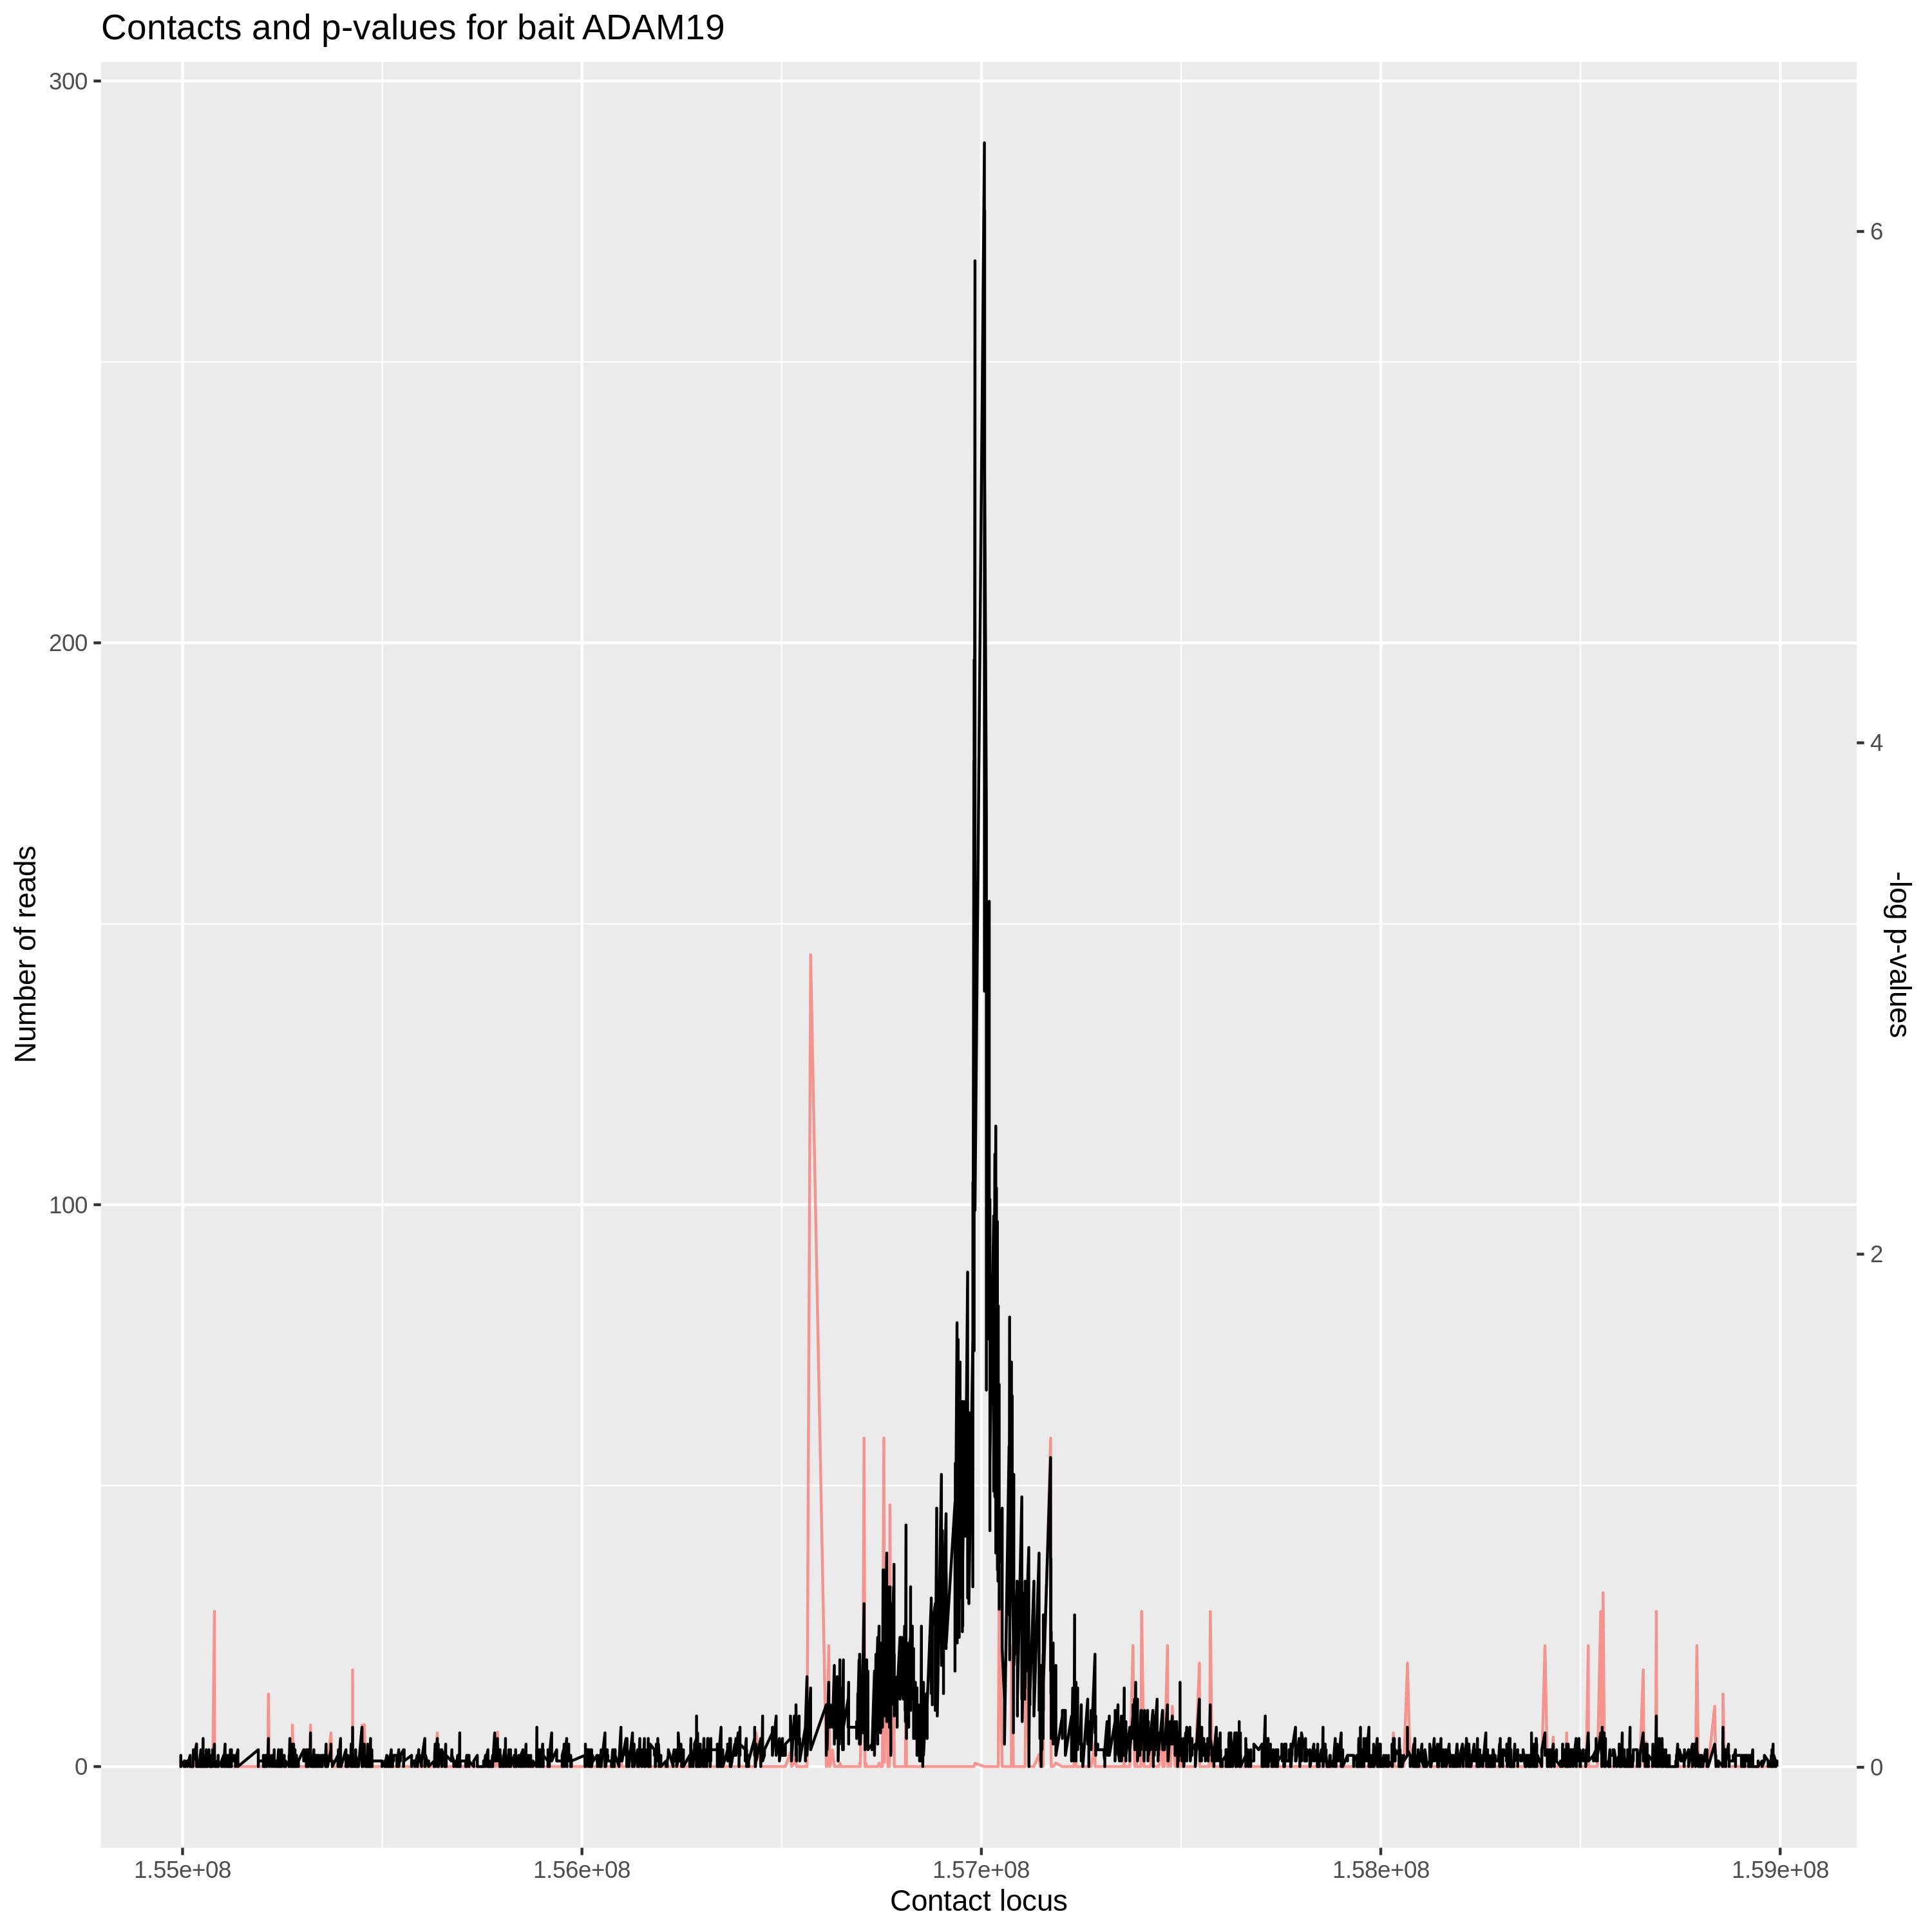 Contacts and p-values for bait ADAM19
300
200
100
0
Number of reads
6
4
2
0
-log p-values
1.55e+08
1.56e+08
1.57e+08
1.58e+08
1.59e+08
Contact locus